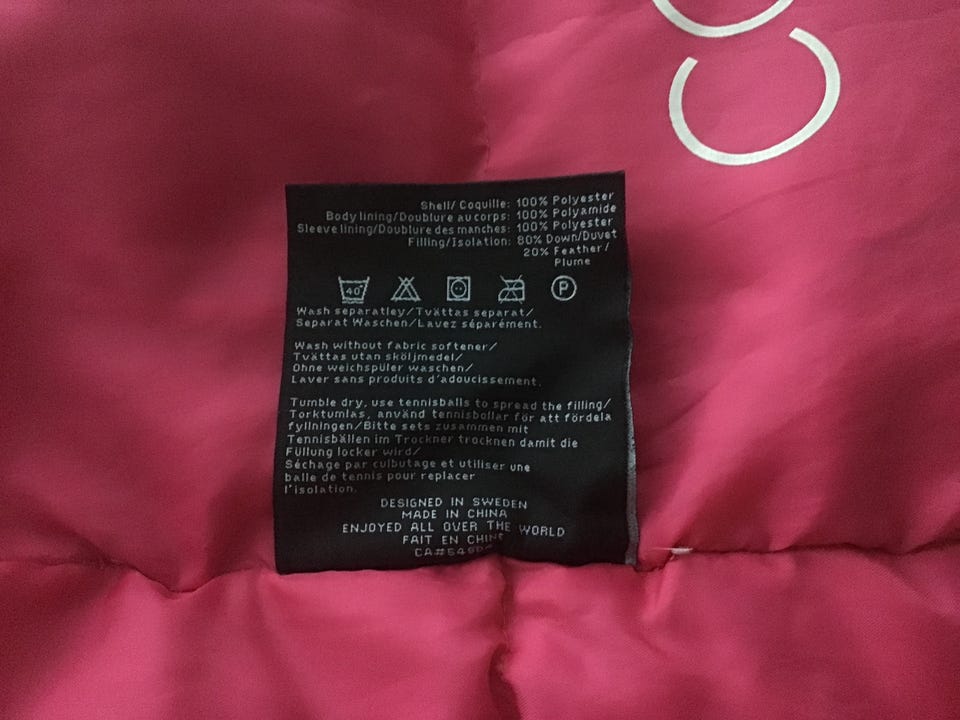 Shell/ Coquille: 100% Polyester
Body lining/Doublure au corps: 100% Polyamide
Sleeve lining/Doublure des manches: 100% Polyester
Filling/Isolation: 80% Down/Duvet
20% Feather/
Plume
40° P
Wash separatley/Tvättas separat/
Separat Waschen/Lavez séparément.
Wash without fabric softener/
Tvättas utan sköljmedel/
Ohne weichspüler waschen/
Laver sans produits d'adoucissement.
Tumble dry, use tennisballs to spread the filling/
Torktumlas, använd tennisbollar för att fördela
fyllningen/Bitte sets zusammen mit
Tennisbällen im Trockner trocknen damit die
Füllung locker wird/
Séchage par culbutage et utiliser une
balle de tennis pour replacer
l'isolation.
DESIGNED IN SWEDEN
MADE IN CHINA
ENJOYED ALL OVER THE WORLD
FAIT EN CHINE